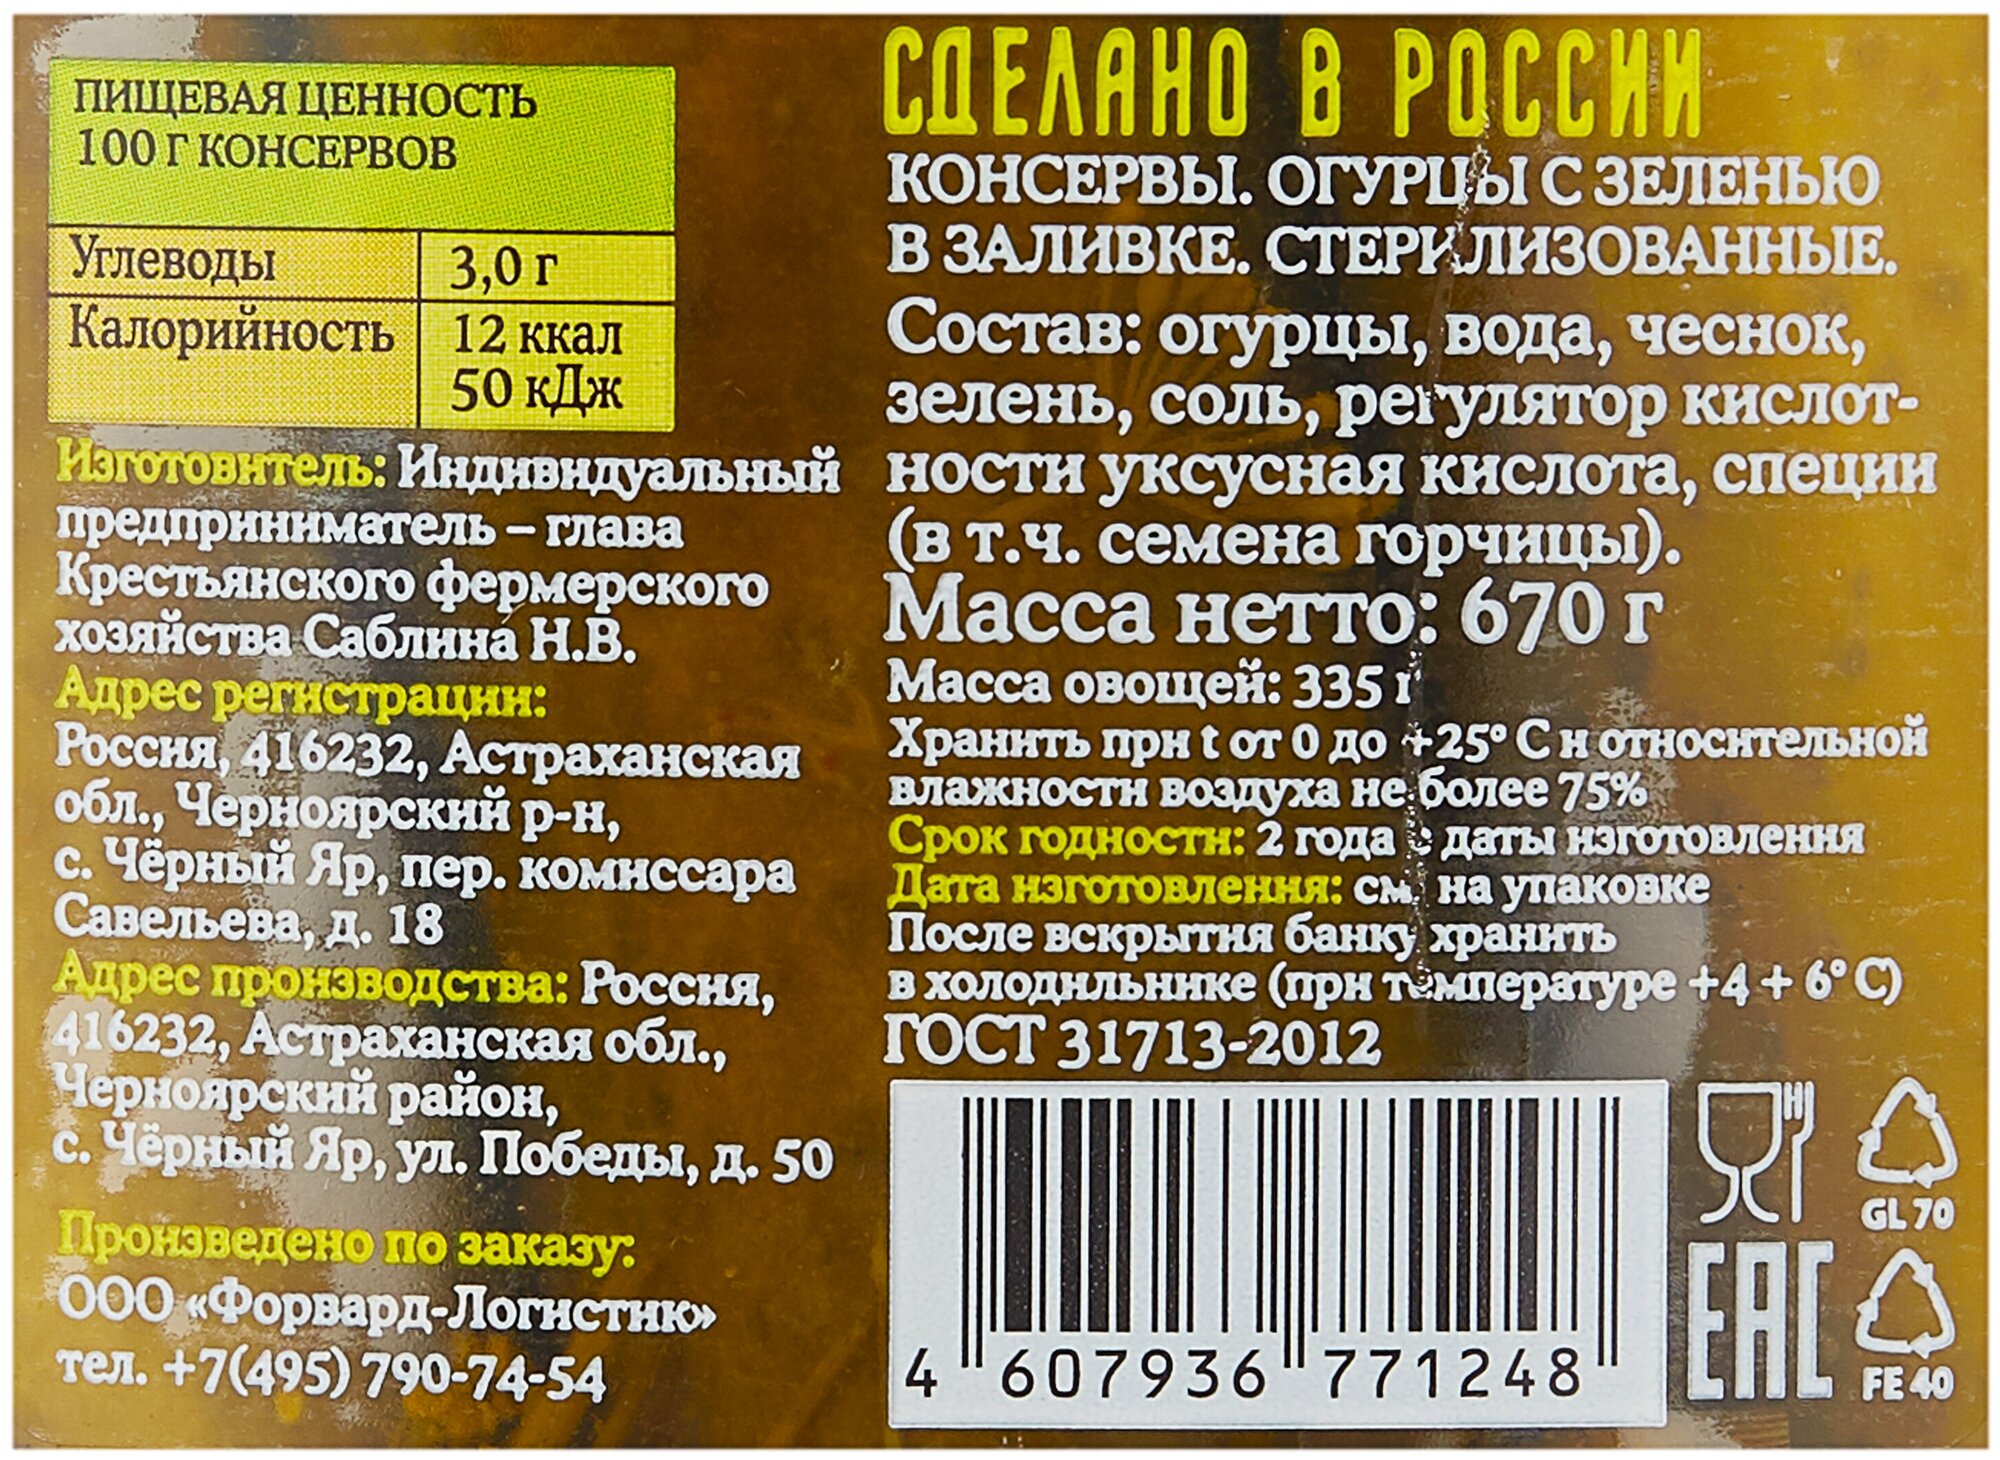 ПИЩЕВАЯ ЦЕННОСТЬ
100 Г КОНСЕРВОВ
Углеводы 3,0 г
Калорийность 12 ккал
50 кДж
Изготовитель: Индивидуальный
предприниматель – глава
Крестьянского фермерского
хозяйства Саблина Н.В.
Адрес регистрации:
Россия, 416232, Астраханская
обл., Черноярский р-н,
с. Чёрный Яр, пер. комиссара
Савельева, д. 18
Адрес производства: Россия,
416232, Астраханская обл.,
Черноярский район,
с. Чёрный Яр, ул. Победы, д. 50
Произведено по заказу:
ООО «Форвард-Логистик»
тел. +7(495) 790-74-54
СДЕЛАНО В РОССИИ
КОНСЕРВЫ. ОГУРЦЫ С ЗЕЛЕНЬЮ
В ЗАЛИВКЕ. СТЕРИЛИЗОВАННЫЕ.
Состав: огурцы, вода, чеснок,
зелень, соль, регулятор кислот-
ности уксусная кислота, специи
(в т.ч. семена горчицы).
Масса нетто: 670 г
Масса овощей: 335 г
Хранить при t от 0 до +25° С и относительной
влажности воздуха не более 75%
Срок годности: 2 года с даты изготовления
Дата изготовления: см. на упаковке
После вскрытия банку хранить
в холодильнике (при температуре +4 + 6° С)
ГОСТ 31713-2012
4 607936 771248
GL 70
EAC
FE 40